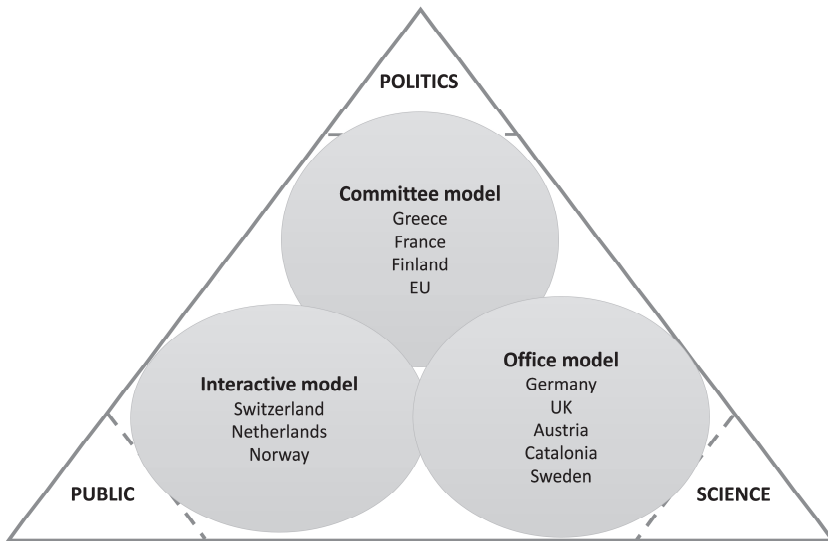 POLITICS
Committee model
Greece
France
Finland
EU
Interactive model
Switzerland
Netherlands
Norway
Office model
Germany
UK
Austria
Catalonia
Sweden
PUBLIC
SCIENCE